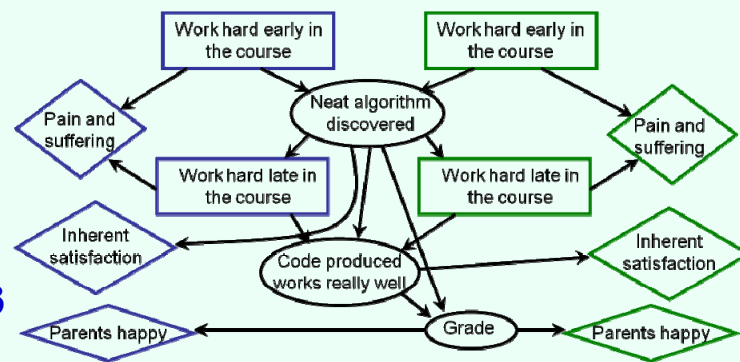 Work hard early in
the course
Work hard early in
the course
Neat algorithm
discovered
Pain and
suffering
Pain and
suffering
Work hard late in
the course
Work hard late in
the course
Inherent
satisfaction
Inherent
satisfaction
Code produced
works really well
Parents happy
Grade
Parents happy